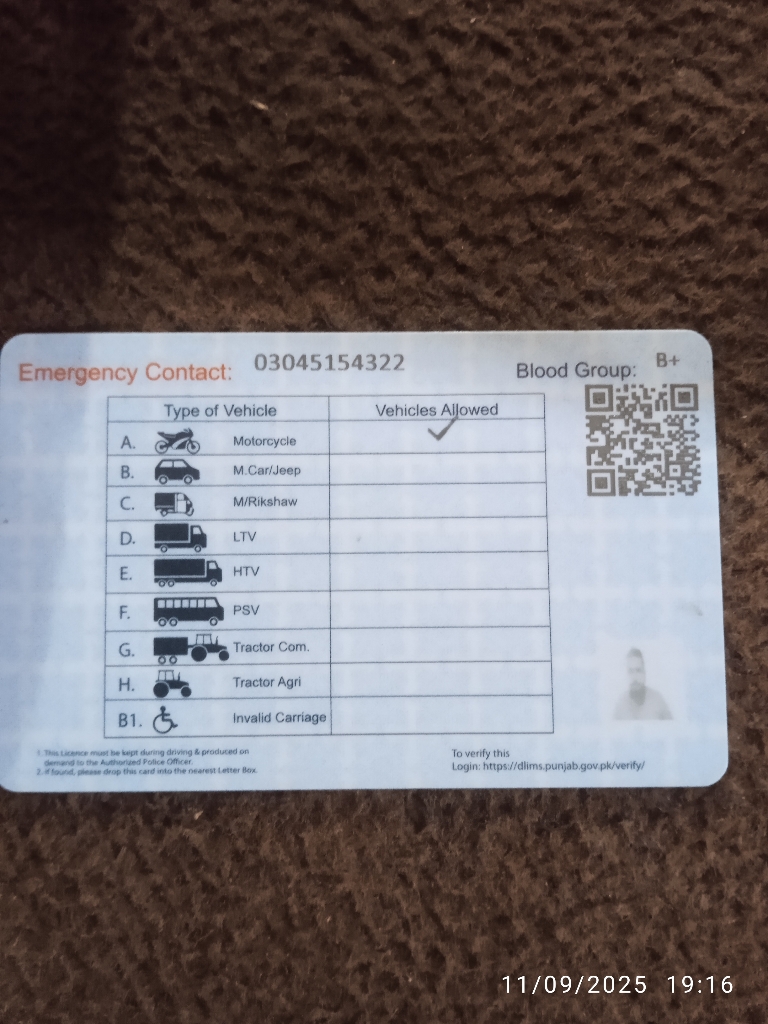 Emergency Contact: 03045154322 Blood Group: B+
Type of Vehicle Vehicles Allowed
A. Motorcycle ✓
B. M.Car/Jeep
C. M/Rikshaw
D. LTV
E. HTV
F. PSV
G. Tractor Com.
H. Tractor Agri
B1. Invalid Carriage
1. This Licence must be kept during driving & produced on
demand to the Authorized Police Officer.
2. If found, please drop this card into the nearest Letter Box.
To verify this
Login: https://dlims.punjab.gov.pk/verify/
11/09/2025 19:16